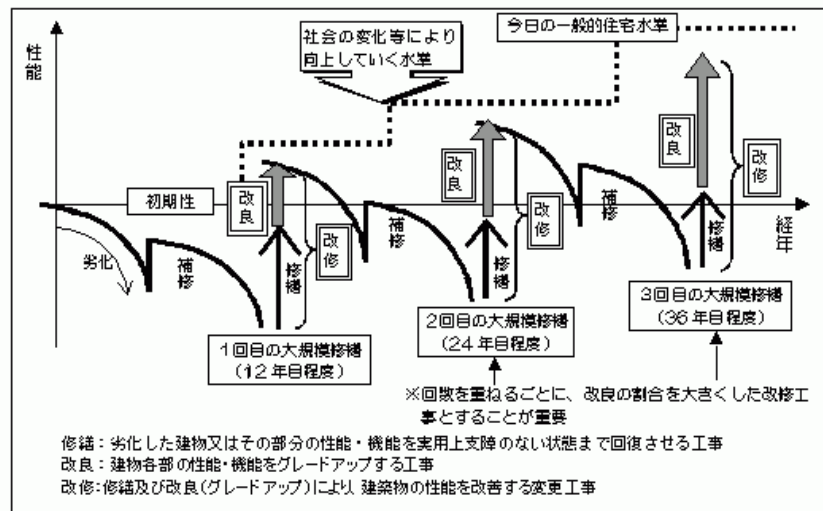 性能
社会の変化等により
向上していく水準
今日の一般的住宅水準
初期性
劣化
補修
改良
修繕
改修
補修
改良
修繕
改修
補修
改良
修繕
改修
経年
1回目の大規模修繕
(12年目程度)
2回目の大規模修繕
(24年目程度)
3回目の大規模修繕
(36年目程度)
※回数を重ねるごとに、改良の割合を大きくした改修工
事とすることが重要
修繕：劣化した建物又はその部分の性能・機能を実用上支障のない状態まで回復させる工事
改良：建物各部の性能・機能をグレードアップする工事
改修：修繕及び改良(グレードアップ)により、建築物の性能を改善する変更工事